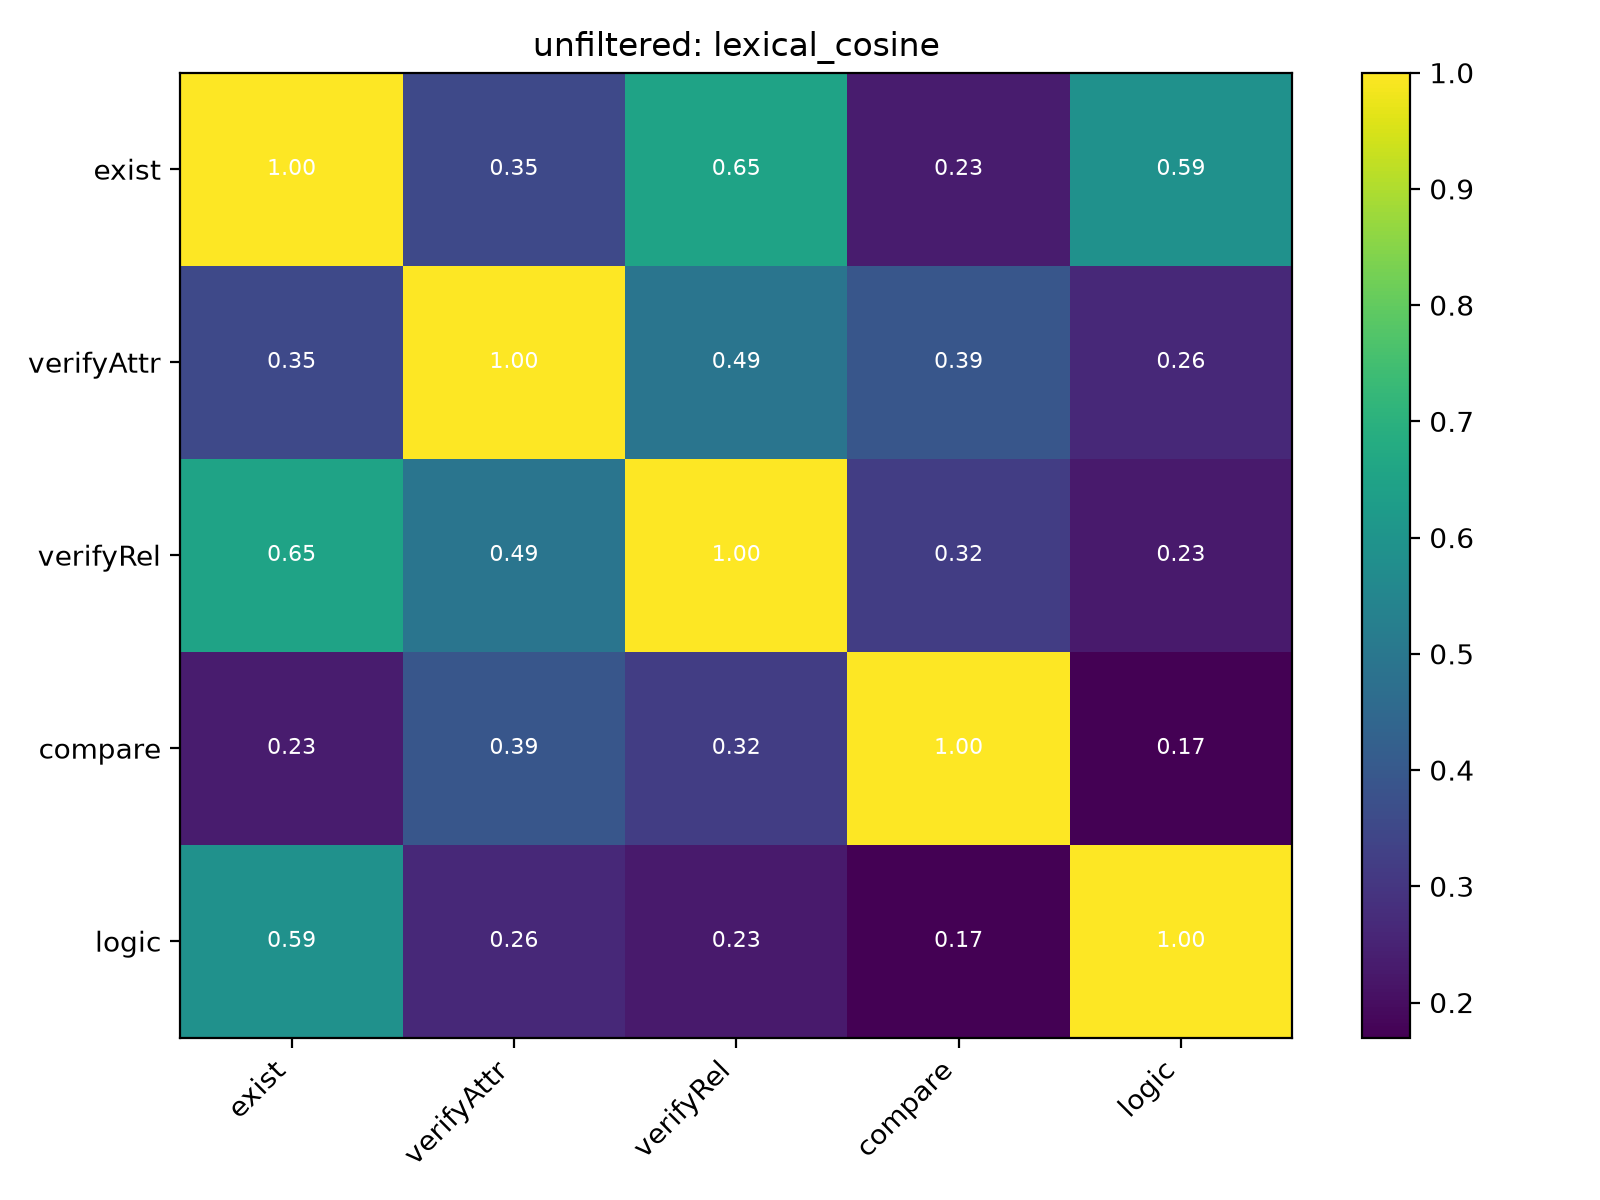 unfiltered: lexical_cosine
exist 1.00 0.35 0.65 0.23 0.59
verifyAttr 0.35 1.00 0.49 0.39 0.26
verifyRel 0.65 0.49 1.00 0.32 0.23
compare 0.23 0.39 0.32 1.00 0.17
logic 0.59 0.26 0.23 0.17 1.00
exist verifyAttr verifyRel compare logic
1.0
0.9
0.8
0.7
0.6
0.5
0.4
0.3
0.2